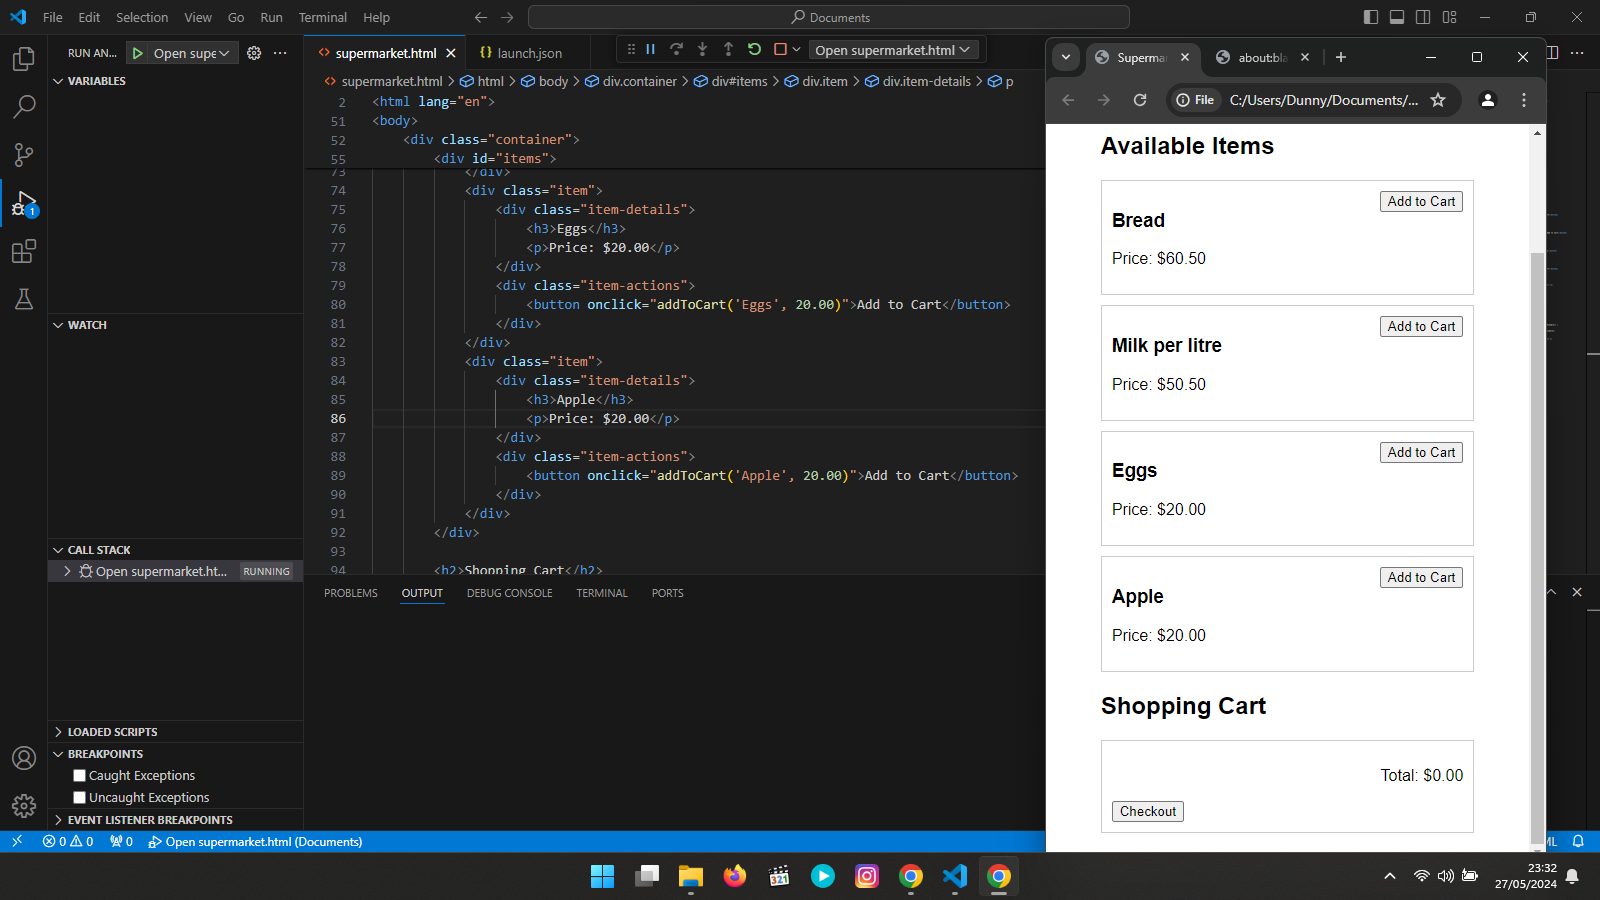 File Edit Selection View Go Run Terminal Help
Documents
RUN AN...
Open supe
supermarket.html
launch.json
Open supermarket.html
supermarket.html > html > body > div.container > div#items > div.item > div.item-details > p
VARIABLES
WATCH
CALL STACK
Open supermarket.ht...
RUNNING
LOADED SCRIPTS
BREAKPOINTS
Caught Exceptions
Uncaught Exceptions
EVENT LISTENER BREAKPOINTS
1
2 <html lang="en">
51 <body>
52 <div class="container">
55 <div id="items">
73 </div>
74 <div class="item">
75 <div class="item-details">
76 <h3>Eggs</h3>
77 <p>Price: $20.00</p>
78 </div>
79 <div class="item-actions">
80 <button onclick="addToCart('Eggs', 20.00)">Add to Cart</button>
81 </div>
82 </div>
83 <div class="item">
84 <div class="item-details">
85 <h3>Apple</h3>
86 <p>Price: $20.00</p>
87 </div>
88 <div class="item-actions">
89 <button onclick="addToCart('Apple', 20.00)">Add to Cart</button>
90 </div>
91 </div>
92 </div>
93
94 <h2>Shopping Cart</h2>
PROBLEMS OUTPUT DEBUG CONSOLE TERMINAL PORTS
Superma
about:bla
File
C:/Users/Dunny/Documents/...
Available Items
Add to Cart
Bread
Price: $60.50
Add to Cart
Milk per litre
Price: $50.50
Add to Cart
Eggs
Price: $20.00
Add to Cart
Apple
Price: $20.00
Shopping Cart
Total: $0.00
Checkout
0 0 0 Open supermarket.html (Documents)
ML
321
23:32
27/05/2024